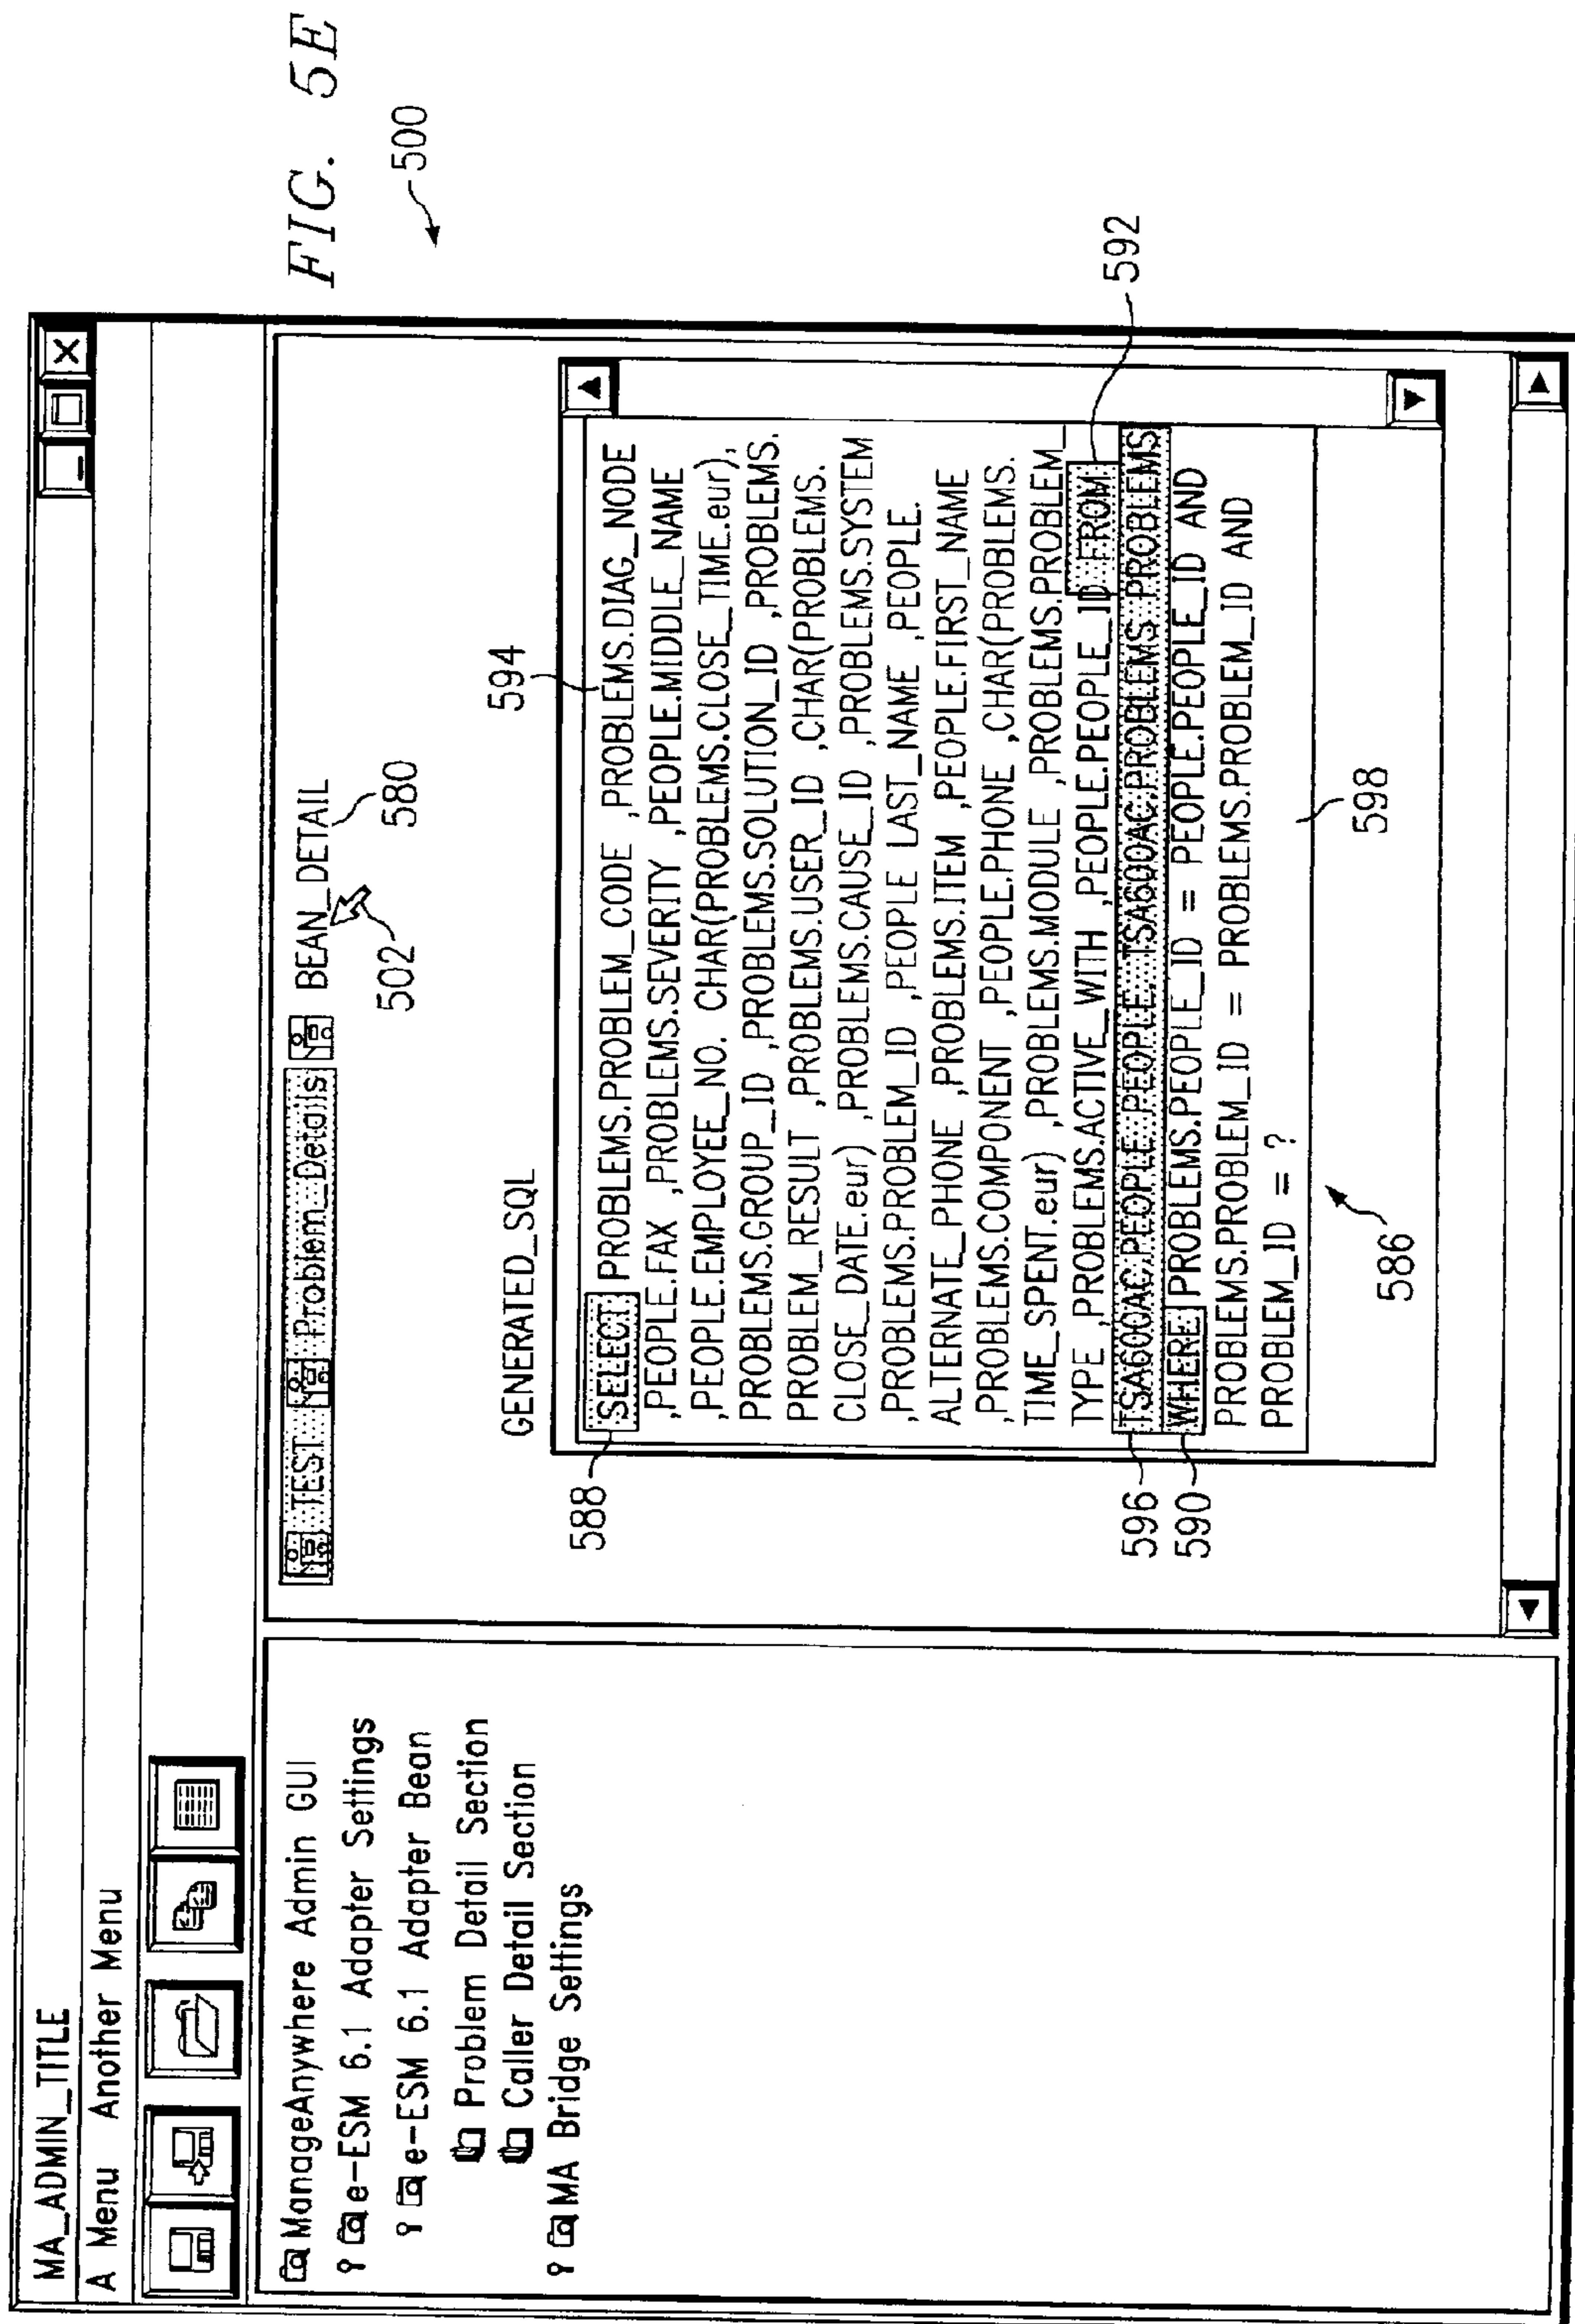 FIG. 5E
500
MA_ADMIN_TITLE
A Menu Another Menu
ManageAnywhere Admin GUI
e-ESM 6.1 Adapter Settings
e-ESM 6.1 Adapter Bean
Problem Detail Section
Caller Detail Section
MA Bridge Settings
TEST Problem_Details BEAN_DETAIL
502
580
GENERATED_SQL
594
588
SELECT PROBLEMS.PROBLEM_CODE ,PROBLEMS.DIAG_NODE
,PEOPLE.FAX ,PROBLEMS.SEVERITY ,PEOPLE.MIDDLE_NAME
,PEOPLE.EMPLOYEE_NO. CHAR(PROBLEMS.CLOSE_TIME.eur),
PROBLEMS.GROUP_ID ,PROBLEMS.SOLUTION_ID ,PROBLEMS.
PROBLEM_RESULT ,PROBLEMS.USER_ID ,CHAR(PROBLEMS.
CLOSE_DATE.eur) ,PROBLEMS.CAUSE_ID ,PROBLEMS.SYSTEM
,PROBLEMS.PROBLEM_ID ,PEOPLE LAST_NAME ,PEOPLE.
ALTERNATE_PHONE ,PROBLEMS.ITEM ,PEOPLE.FIRST_NAME
,PROBLEMS.COMPONENT ,PEOPLE.PHONE ,CHAR(PROBLEMS.
TIME_SPENT.eur) ,PROBLEMS.MODULE ,PROBLEMS.PROBLEM_
TYPE ,PROBLEMS.ACTIVE_WITH ,PEOPLE.PEOPLE_ID FROM
TSA600AC.PEOPLE PEOPLE, TSA600AC.PROBLEMS PROBLEMS
WHERE PROBLEMS.PEOPLE_ID = PEOPLE.PEOPLE_ID AND
PROBLEMS.PROBLEM_ID = PROBLEMS.PROBLEM_ID AND
PROBLEM_ID = ?
592
596
590
586
598